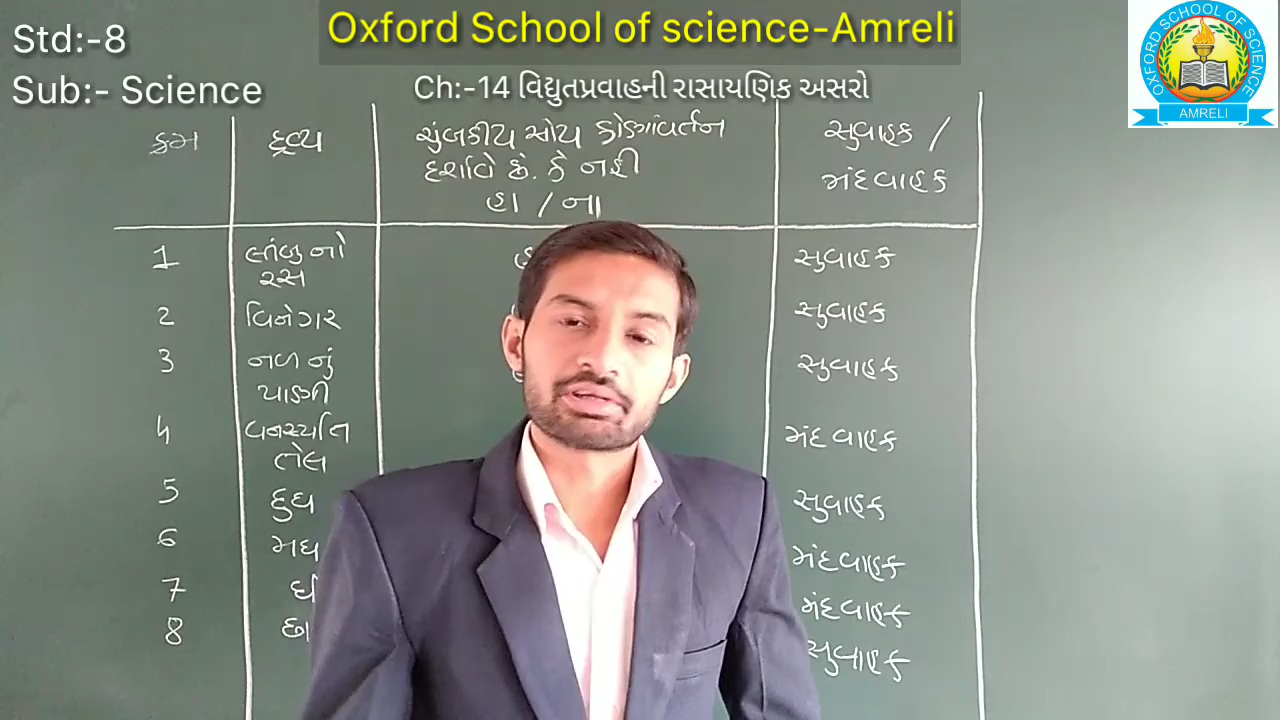 Std:-8
Oxford School of science-Amreli
Sub:- Science
Ch:-14 વિદ્યુતપ્રવાહની રાસાયણિક અસરો
OXFORD SCHOOL OF SCIENCE
AMRELI
ક્રમ દ્રવ્ય ચુંબકીય સોય કોણાવર્તન સુવાહક /
દર્શાવે છે. કે નહી મંદવાહક
હા / ના
1 લીંબુ નો સુવાહક
રસ
2 વિનેગર સુવાહક
3 નળ નું સુવાહક
પાણી
4 વનસ્પતિ મંદવાહક
તેલ
5 દુધ સુવાહક
6 મધ મંદવાહક
7 ઘી મંદવાહક
8 સુવાહક